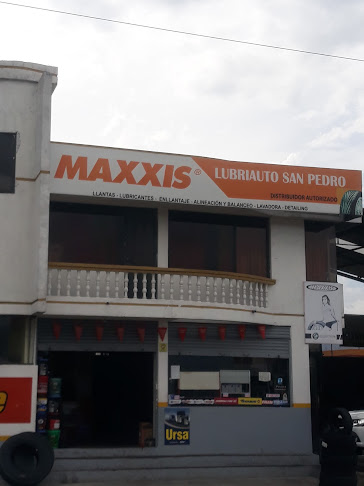 MAXXIS®
LUBRIAUTO SAN PEDRO
DISTRIBUIDOR AUTORIZADO
LLANTAS - LUBRICANTES - ENLLANTAJE - ALINEACIÓN Y BALANCEO - LAVADORA - DETAILING
Ursa